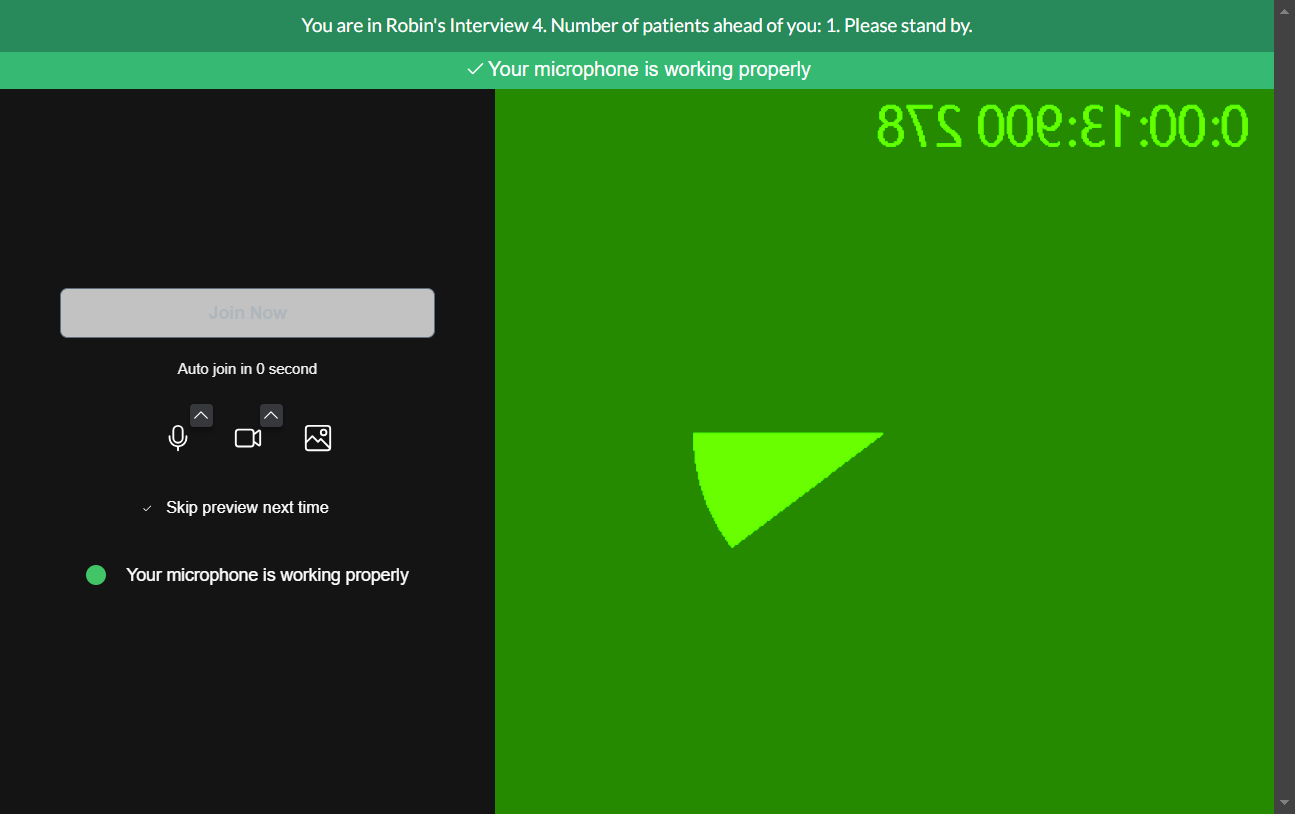 You are in Robin's Interview 4. Number of patients ahead of you: 1. Please stand by.
Your microphone is working properly
0:00:13:900 278
Join Now
Auto join in 0 second
Skip preview next time
Your microphone is working properly